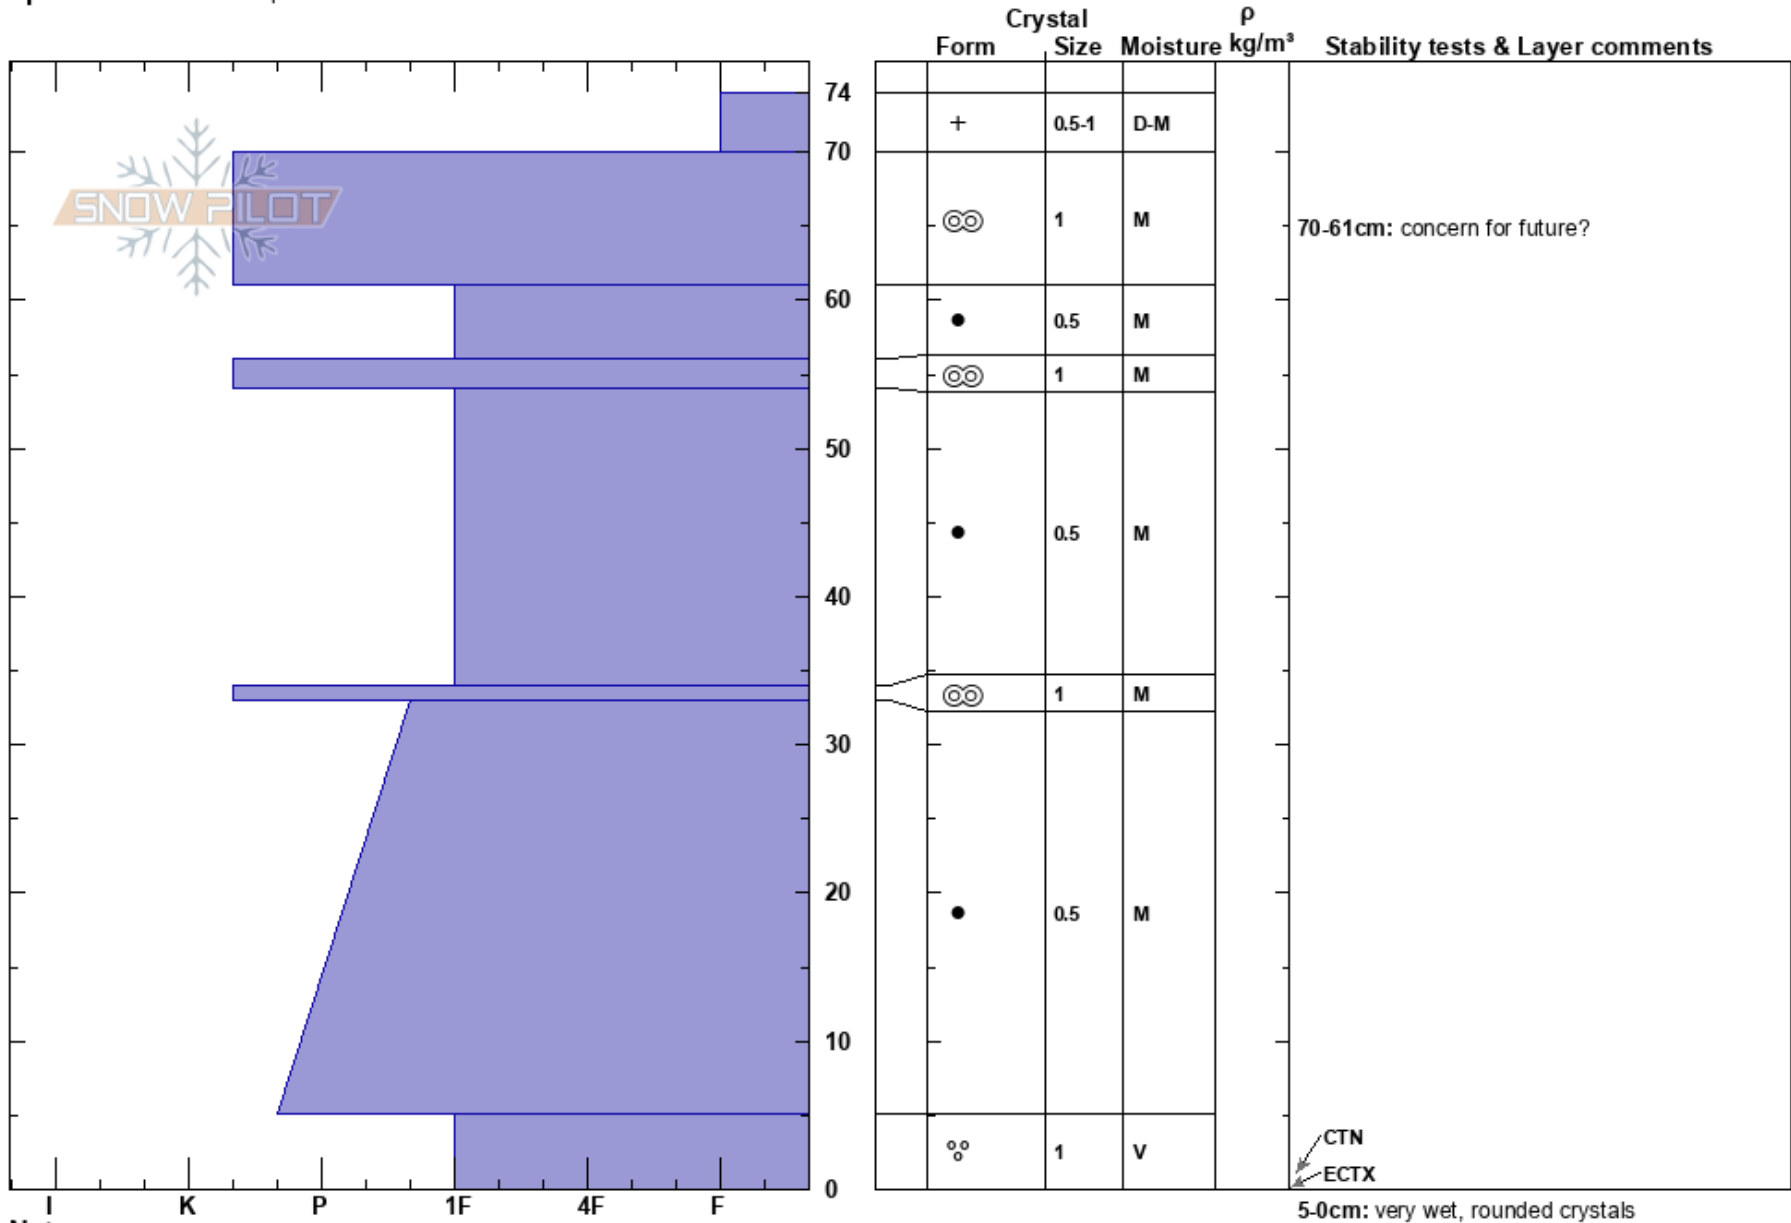 Crystal ρ
Form Size Moisture kg/m³ Stability tests & Layer comments
74
+ 0.5-1 D-M
70
SNOW PILOT
1 M
70-61cm: concern for future?
60
0.5 M
1 M
50
0.5 M
40
1 M
30
20
0.5 M
10
CTN
1 V
ECTX
0
I K P 1F 4F F
5-0cm: very wet, rounded crystals